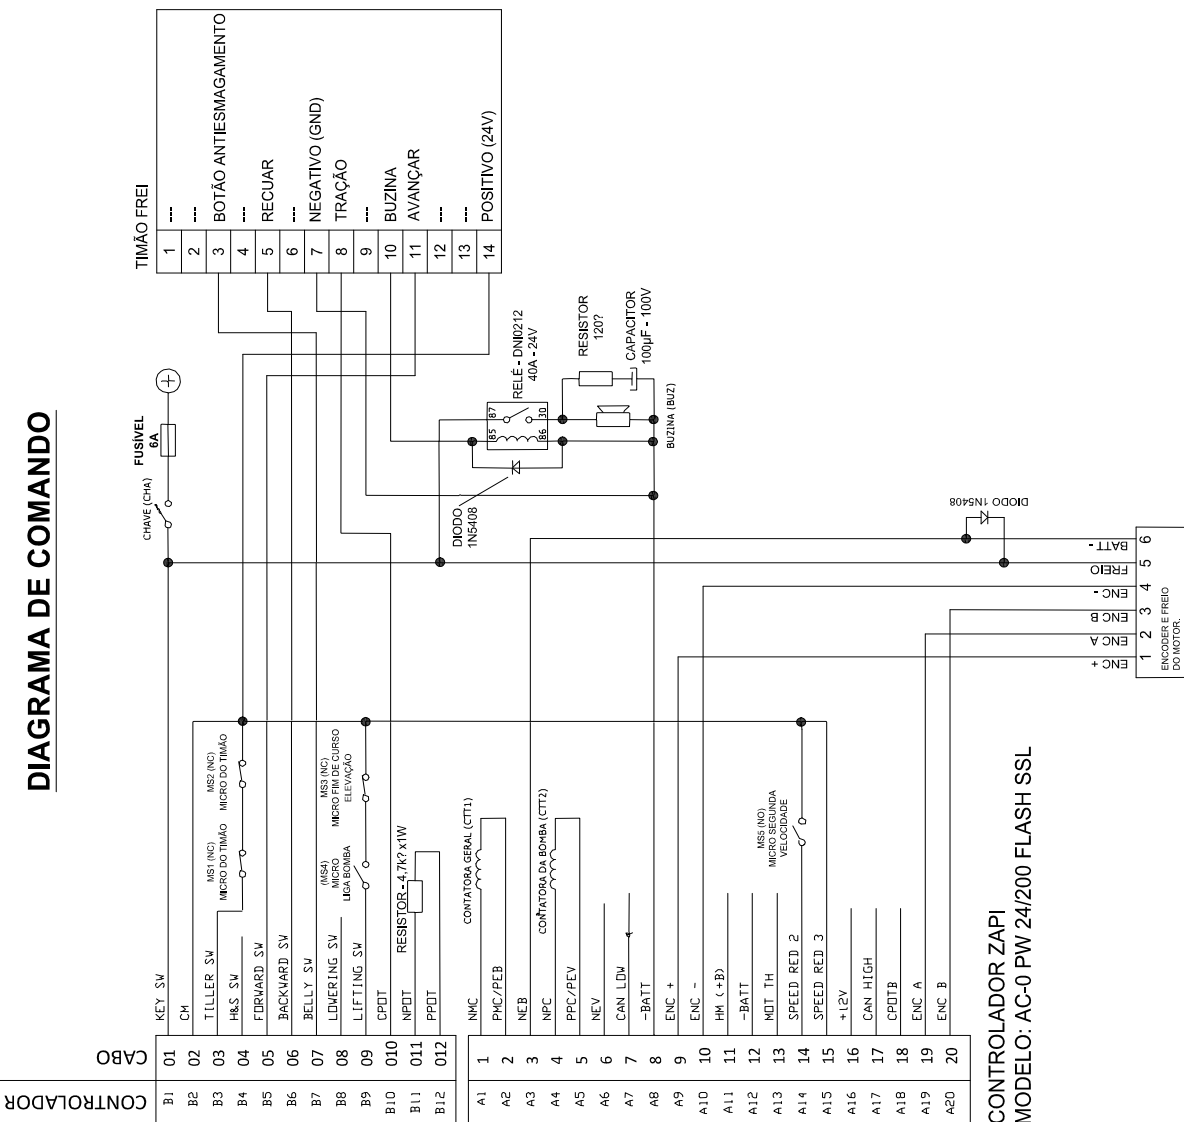 DIAGRAMA DE COMANDO
TIMÃO FREI
1 ---
2 ---
3 BOTÃO ANTIESMAGAMENTO
4 ---
5 RECUAR
6 ---
7 NEGATIVO (GND)
8 TRAÇÃO
9 ---
10 BUZINA
11 AVANÇAR
12 ---
13 ---
14 POSITIVO (24V)
FUSÍVEL
6A
CHAVE (CHA)
RELÉ - DNI0212
40A - 24V
87
30
85
86
RESISTOR
120?
CAPACITOR
100µF - 100V
BUZINA (BUZ)
DIODO
1N5408
DIODO 1N5408
BATT - 6
FREIO 5
ENC - 4
ENC B 3
ENC A 2
ENC + 1
ENCODER E FREIO
DO MOTOR.
MS1 (NC)
MICRO DO TIMÃO
MS2 (NC)
MICRO DO TIMÃO
(MS4)
MICRO
LIGA BOMBA
MS3 (NC)
MICRO FIM DE CURSO
ELEVAÇÃO
RESISTOR - 4,7k? x1W
CONTATORA GERAL (CTT1)
CONTATORA DA BOMBA (CTT2)
MS5 (NO)
MICRO SEGUNDA
VELOCIDADE
CONTROLADOR CABO
B1 01 KEY SW
B2 02 CM
B3 03 TILLER SW
B4 04 H&S SW
B5 05 FORWARD SW
B6 06 BACKWARD SW
B7 07 BELLY SW
B8 08 LOWERING SW
B9 09 LIFTING SW
B10 010 CPOT
B11 011 NPOT
B12 012 PPOT
A1 1 NMC
A2 2 PMC/PEB
A3 3 NEB
A4 4 NPC
A5 5 PPC/PEV
A6 6 NEV
A7 7 CAN LOW
A8 8 -BATT
A9 9 ENC +
A10 10 ENC -
A11 11 HM (+B)
A12 12 -BATT
A13 13 MOT TH
A14 14 SPEED RED 2
A15 15 SPEED RED 3
A16 16 +12V
A17 17 CAN HIGH
A18 18 CPOTB
A19 19 ENC A
A20 20 ENC B
CONTROLADOR ZAPI
MODELO: AC-0 PW 24/200 FLASH SSL